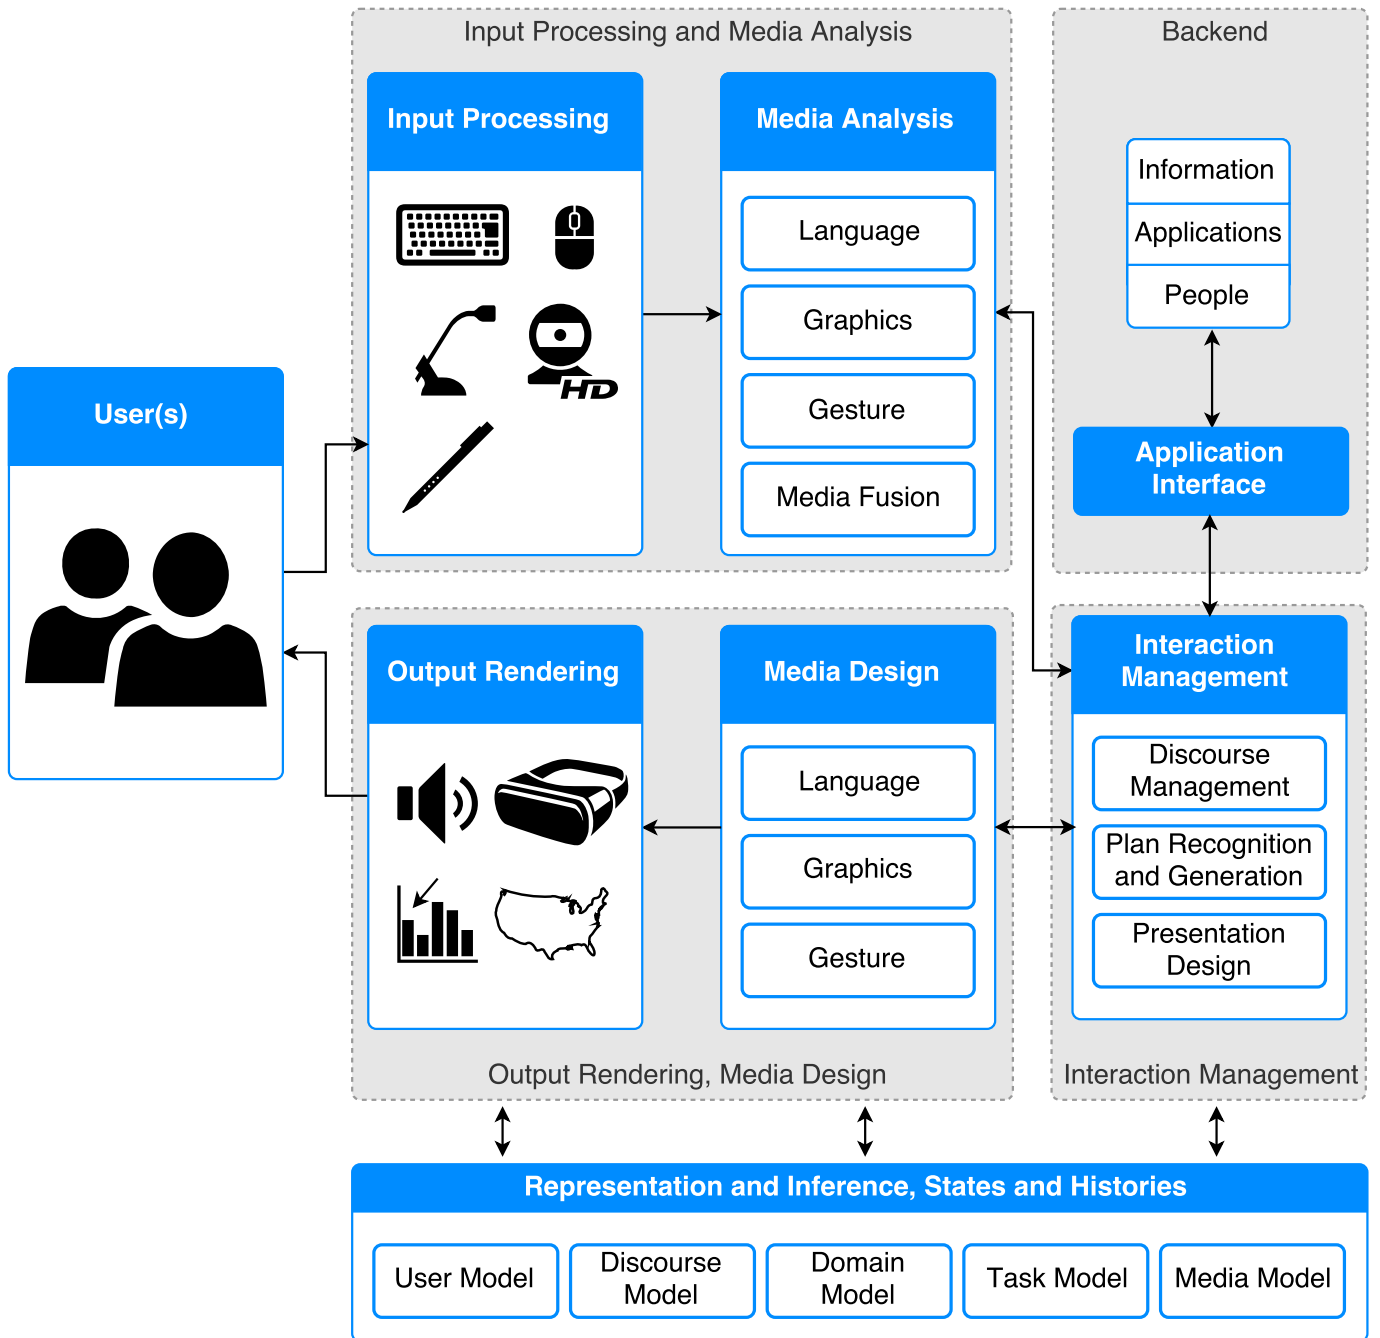 Input Processing and Media Analysis
Input Processing
HD
Media Analysis
Language
Graphics
Gesture
Media Fusion
Backend
Information
Applications
People
Application
Interface
User(s)
Output Rendering
Media Design
Language
Graphics
Gesture
Output Rendering, Media Design
Interaction
Management
Discourse
Management
Plan Recognition
and Generation
Presentation
Design
Interaction Management
Representation and Inference, States and Histories
User Model
Discourse
Model
Domain
Model
Task Model
Media Model